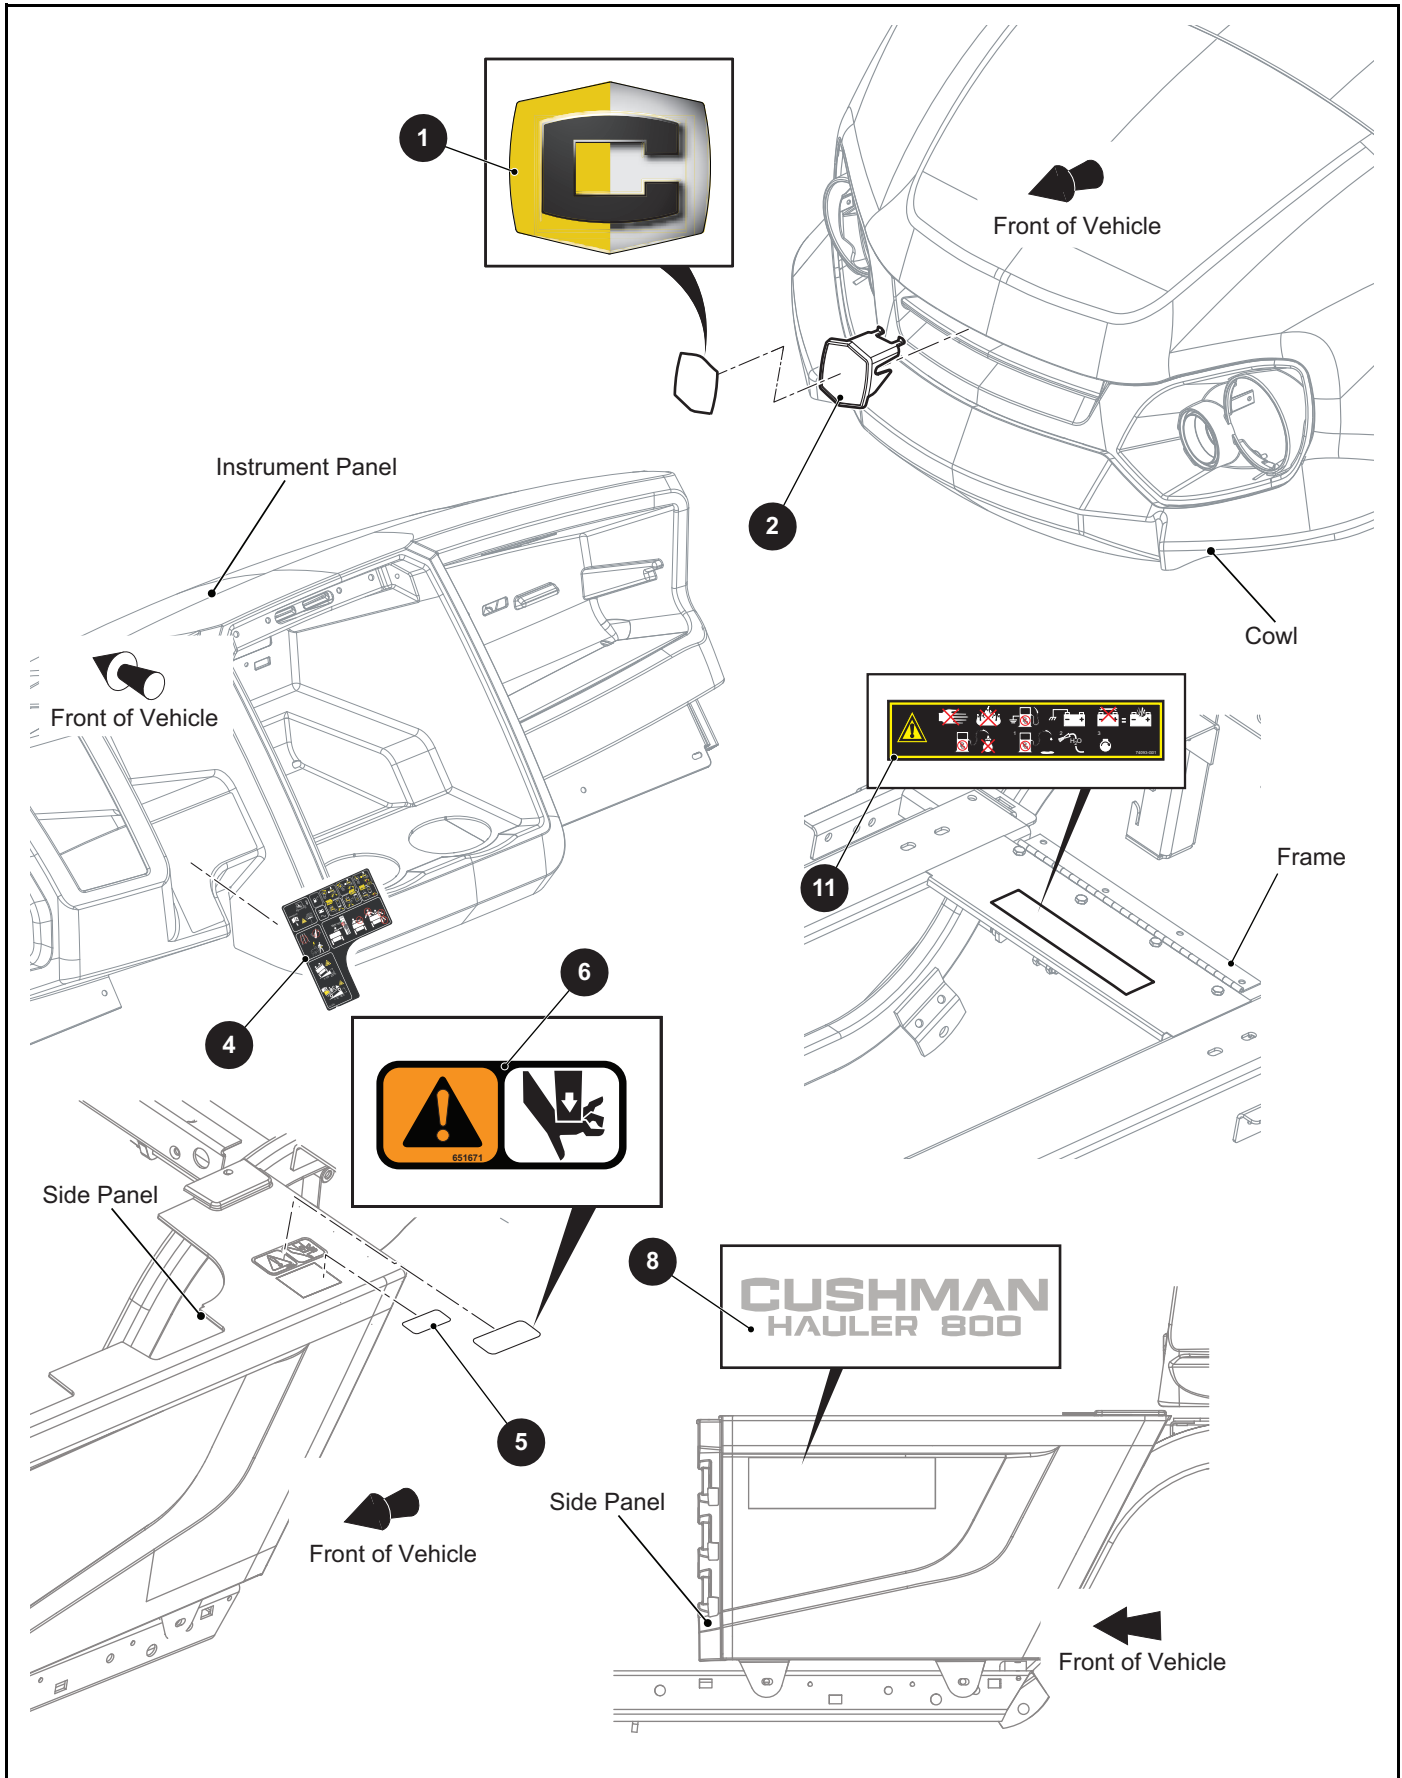 1
Front of Vehicle
2
Instrument Panel
Cowl
Front of Vehicle
11
Frame
4
6
651671
Side Panel
8
CUSHMAN
HAULER 800
5
Front of Vehicle
Side Panel
Front of Vehicle